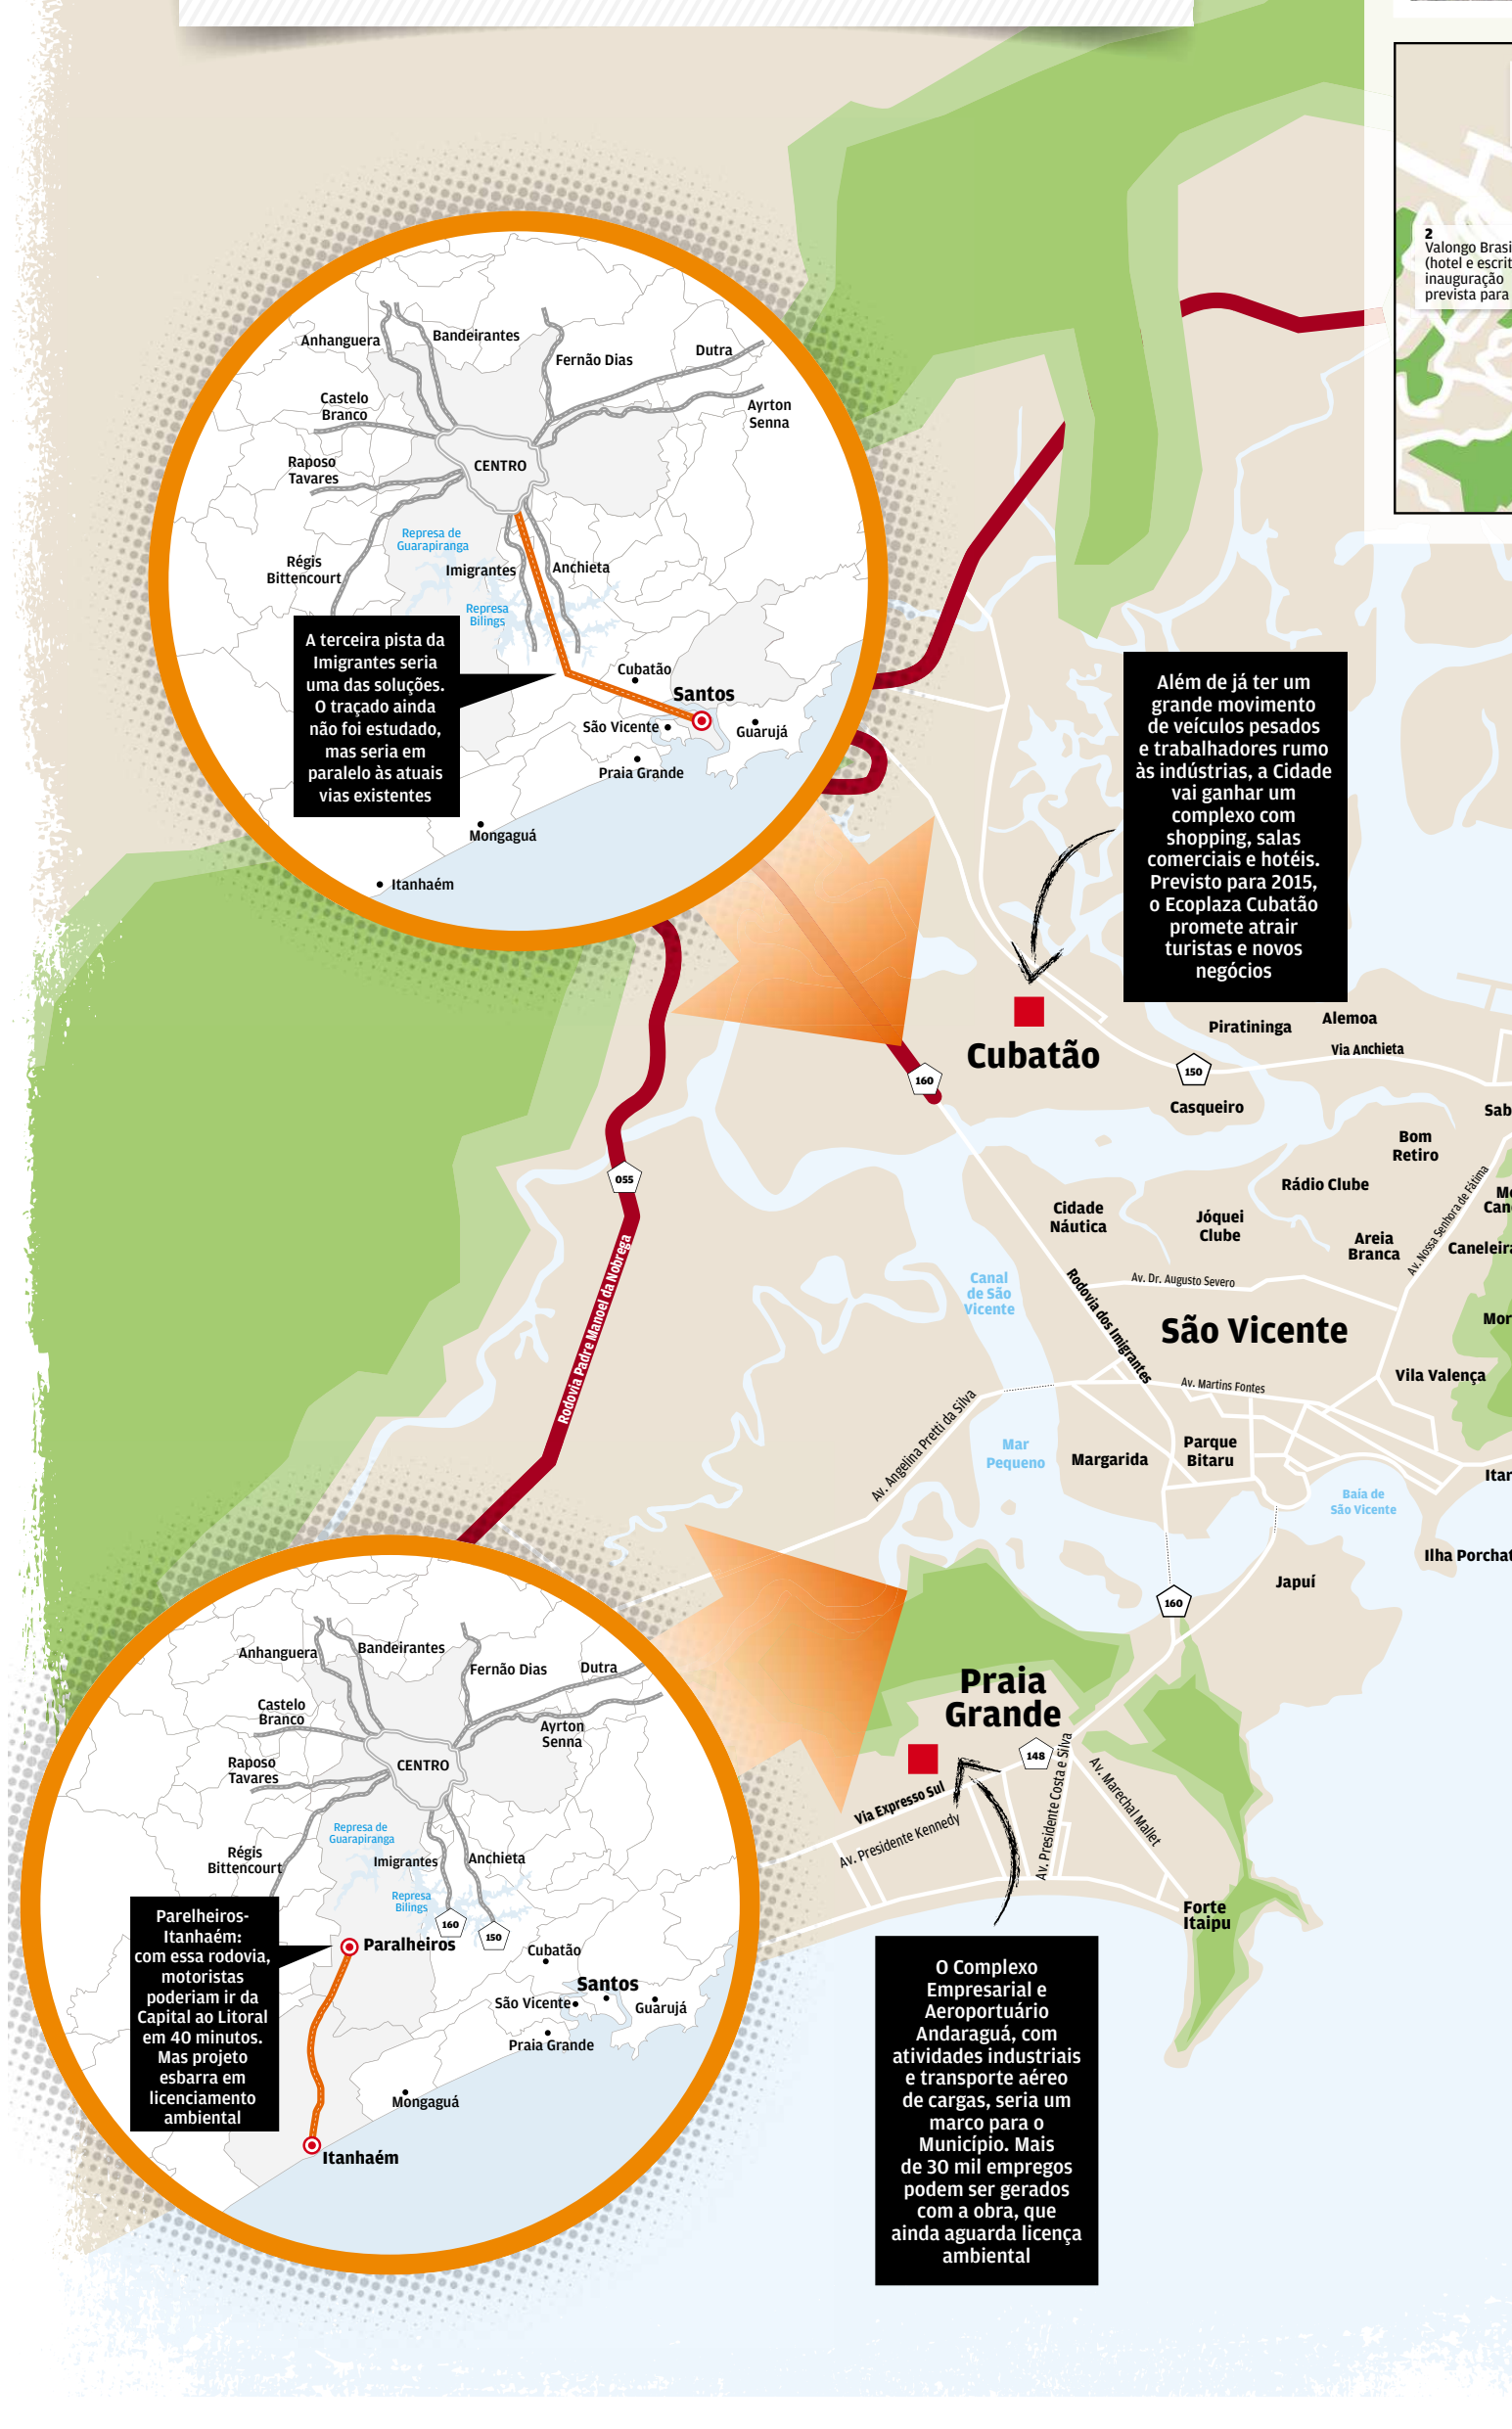 2
Valongo Brasi
(hotel e escrit
inauguração
prevista para
Anhanguera
Bandeirantes
Fernão Dias
Dutra
Castelo
Branco
Ayrton
Senna
Raposo
Tavares
CENTRO
Represa de
Guarapiranga
Régis
Bittencourt
Imigrantes
Anchieta
Represa
Bilings
A terceira pista da
Imigrantes seria
uma das soluções.
O traçado ainda
não foi estudado,
mas seria em
paralelo às atuais
vias existentes
Cubatão
Santos
São Vicente
Guarujá
Praia Grande
Mongaguá
Itanhaém
Além de já ter um
grande movimento
de veículos pesados
e trabalhadores rumo
às indústrias, a Cidade
vai ganhar um
complexo com
shopping, salas
comerciais e hotéis.
Previsto para 2015,
o Ecoplaza Cubatão
promete atrair
turistas e novos
negócios
Cubatão
Piratininga
Alemoa
Via Anchieta
150
160
Casqueiro
Sab
Bom
Retiro
055
Rádio Clube
Av. Nossa Senhora de Fátima
Mo
Cane
Cidade
Náutica
Jóquei
Clube
Areia
Branca
Caneleira
Rodovia Padre Manoel da Nobrega
Canal
de São
Vicente
Av. Dr. Augusto Severo
Rodovia dos Imigrantes
São Vicente
Mor
Vila Valença
Av. Martins Fontes
Av. Angelina Pretti da Silva
Mar
Pequeno
Margarida
Parque
Bitaru
Itar
Baía de
São Vicente
Ilha Porchat
Japuí
160
Praia
Grande
148
Via Expresso Sul
Av. Presidente Kennedy
Av. Presidente Costa e Silva
Av. Marechal Mallet
Forte
Itaipu
Anhanguera
Bandeirantes
Fernão Dias
Dutra
Castelo
Branco
Ayrton
Senna
Raposo
Tavares
CENTRO
Represa de
Guarapiranga
Régis
Bittencourt
Imigrantes
Anchieta
Represa
Bilings
160
150
Parelheiros-
Itanhaém:
com essa rodovia,
motoristas
poderiam ir da
Capital ao Litoral
em 40 minutos.
Mas projeto
esbarra em
licenciamento
ambiental
Paralheiros
Cubatão
Santos
São Vicente
Guarujá
Praia Grande
Mongaguá
Itanhaém
O Complexo
Empresarial e
Aeroportuário
Andaraguá, com
atividades industriais
e transporte aéreo
de cargas, seria um
marco para o
Município. Mais
de 30 mil empregos
podem ser gerados
com a obra, que
ainda aguarda licença
ambiental